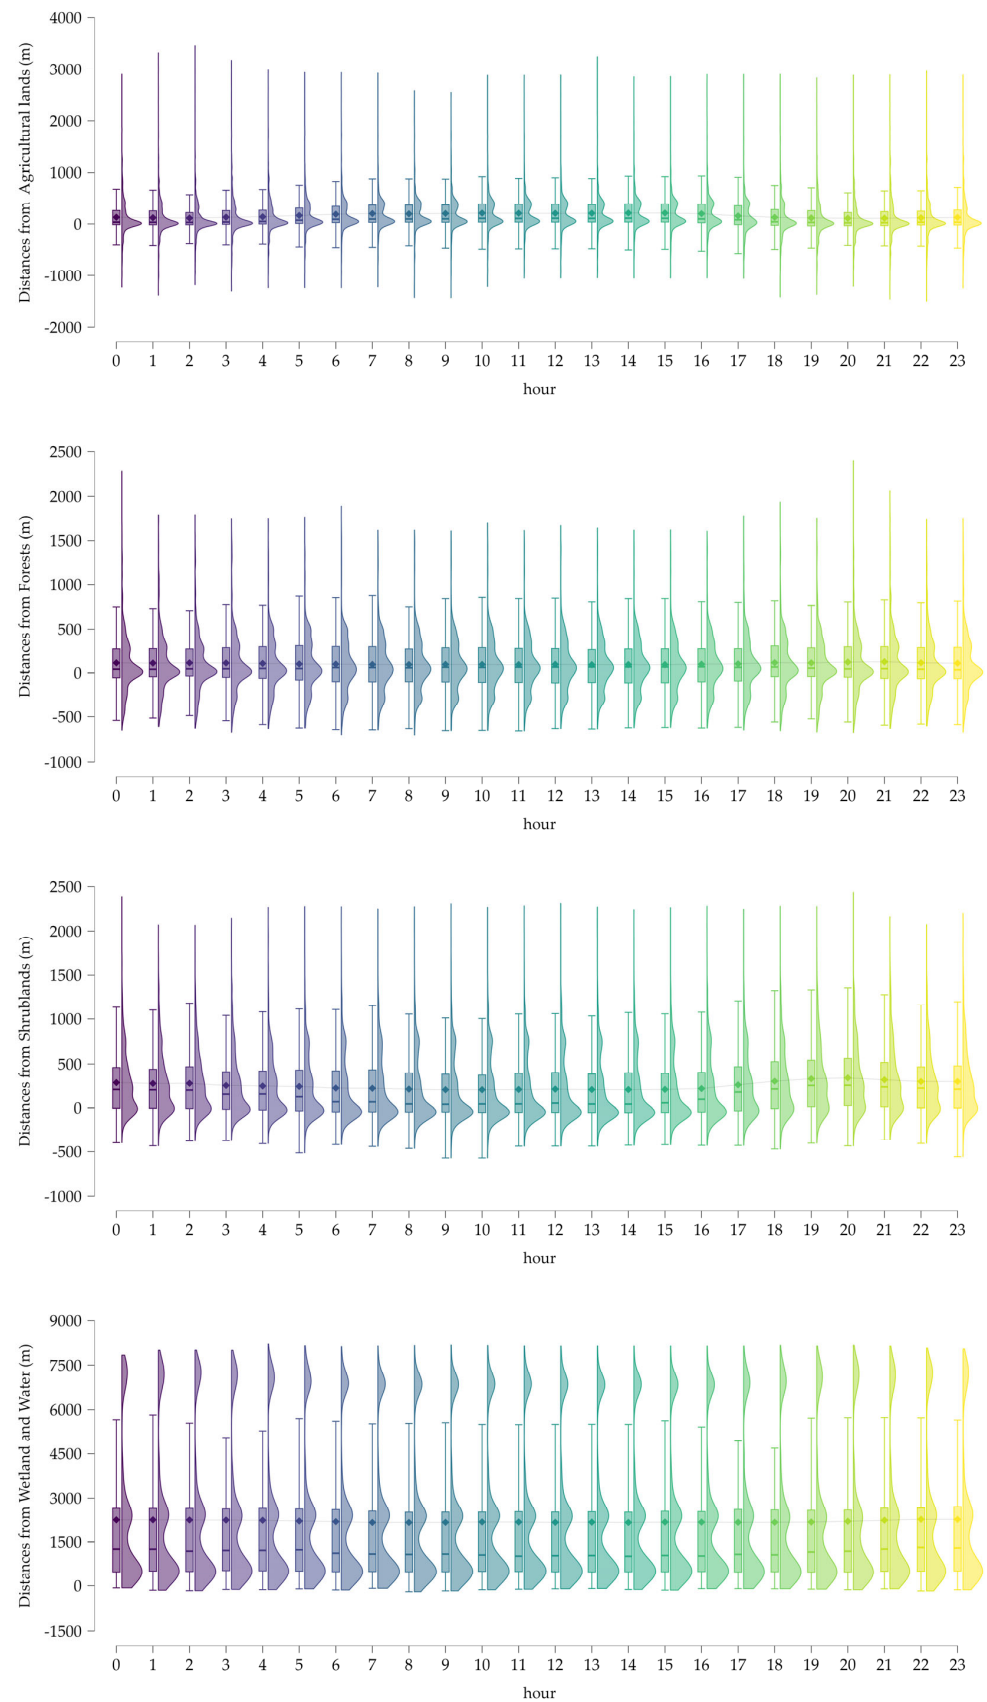 4000
3000
2000
1000
0
-1000
-2000
Distances from Agricultural lands (m)
0 1 2 3 4 5 6 7 8 9 10 11 12 13 14 15 16 17 18 19 20 21 22 23
hour
2500
2000
1500
1000
500
0
-500
-1000
Distances from Forests (m)
0 1 2 3 4 5 6 7 8 9 10 11 12 13 14 15 16 17 18 19 20 21 22 23
hour
2500
2000
1500
1000
500
0
-500
-1000
Distances from Shrublands (m)
0 1 2 3 4 5 6 7 8 9 10 11 12 13 14 15 16 17 18 19 20 21 22 23
hour
9000
7500
6000
4500
3000
1500
0
-1500
Distances from Wetland and Water (m)
0 1 2 3 4 5 6 7 8 9 10 11 12 13 14 15 16 17 18 19 20 21 22 23
hour